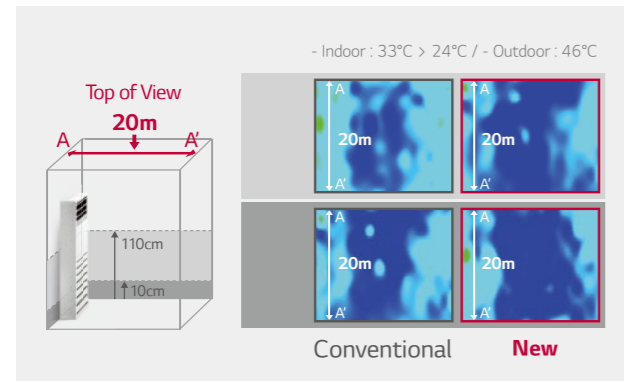 - Indoor : 33°C > 24°C / - Outdoor : 46°C
Top of View
20m
A A'
110cm
10cm
A A
20m 20m
A' A'
A A
20m 20m
A' A'
Conventional New